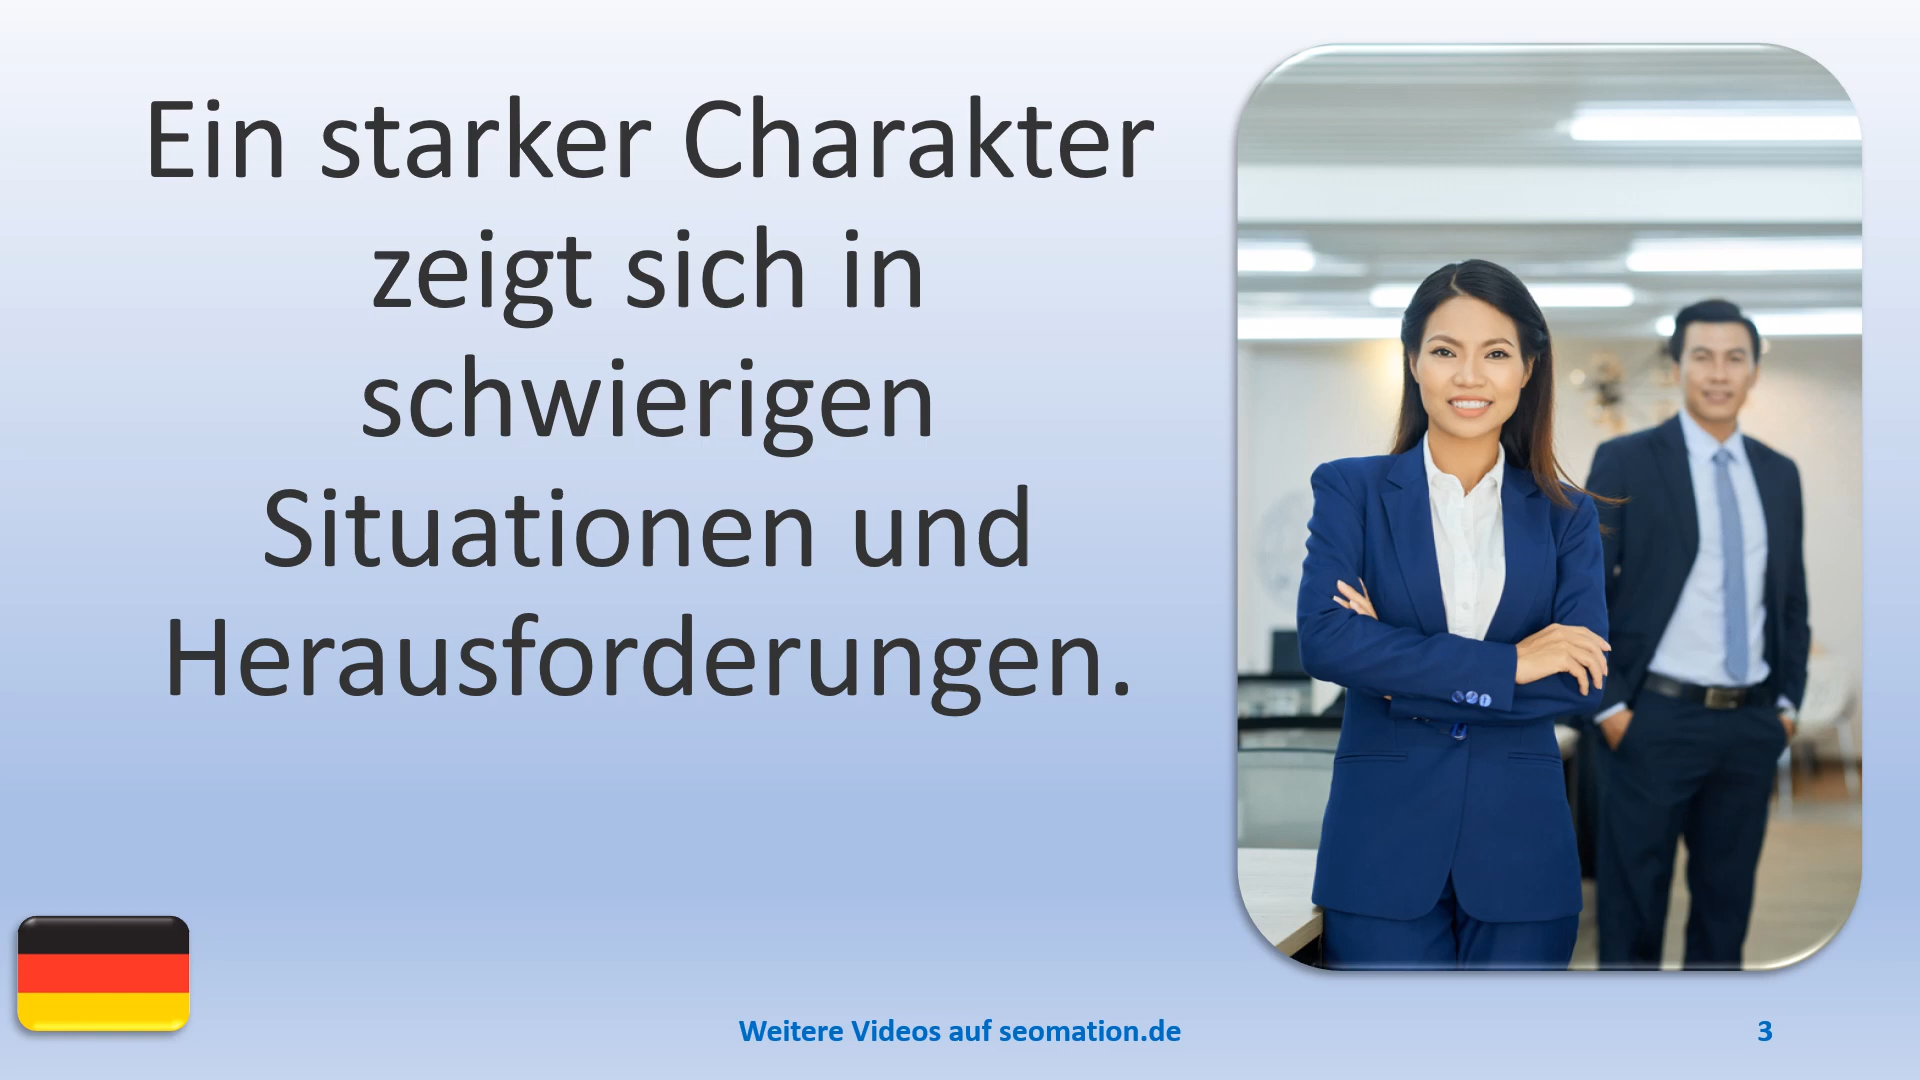 Ein starker Charakter
zeigt sich in
schwierigen
Situationen und
Herausforderungen.
Weitere Videos auf seomation.de
3